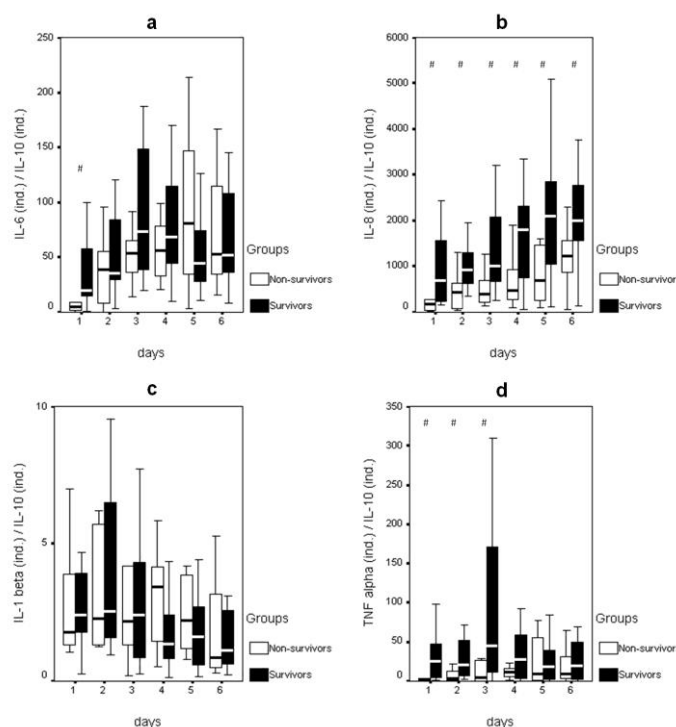 a
250
200
150
100
50
0
IL-6 (ind.) / IL-10 (ind.)
#
1 2 3 4 5 6
days
Groups
Non-survivors
Survivors
b
6000
5000
4000
3000
2000
1000
0
IL-8 (ind.) / IL-10 (ind.)
# # # # # #
1 2 3 4 5 6
days
Groups
Non-survivors
Survivors
c
10
5
0
IL-1 beta (ind.) / IL-10 (ind.)
1 2 3 4 5 6
days
Groups
Non-survivors
Survivors
d
350
300
250
200
150
100
50
0
TNF alpha (ind.) / IL-10 (ind.)
# # #
1 2 3 4 5 6
days
Groups
Non-survivors
Survivors